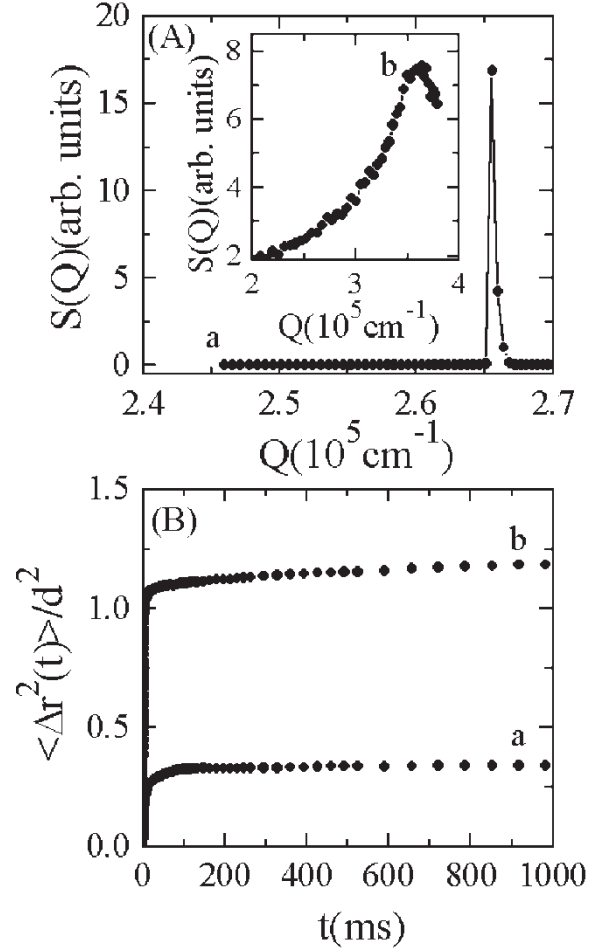 (A)
20
15
10
5
0
S(Q)(arb. units)
a
2.4 2.5 2.6 2.7
Q(10^5cm^-1)
b
8
6
4
2
S(Q)(arb. units)
2 3 4
Q(10^5cm^-1)
(B)
1.5
1.0
0.5
0.0
<Δr^2(t)>/d^2
b
a
0 200 400 600 800 1000
t(ms)